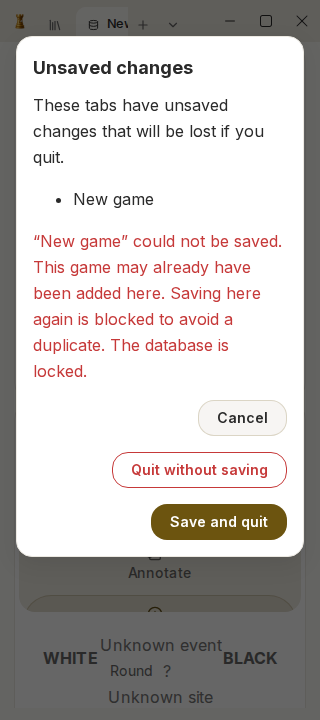 New
Unsaved changes
These tabs have unsaved
changes that will be lost if you
quit.
• New game
“New game” could not be saved.
This game may already have
been added here. Saving here
again is blocked to avoid a
duplicate. The database is
locked.
Cancel
Quit without saving
Save and quit
Annotate
Unknown event
WHITE BLACK
Round ?
Unknown site